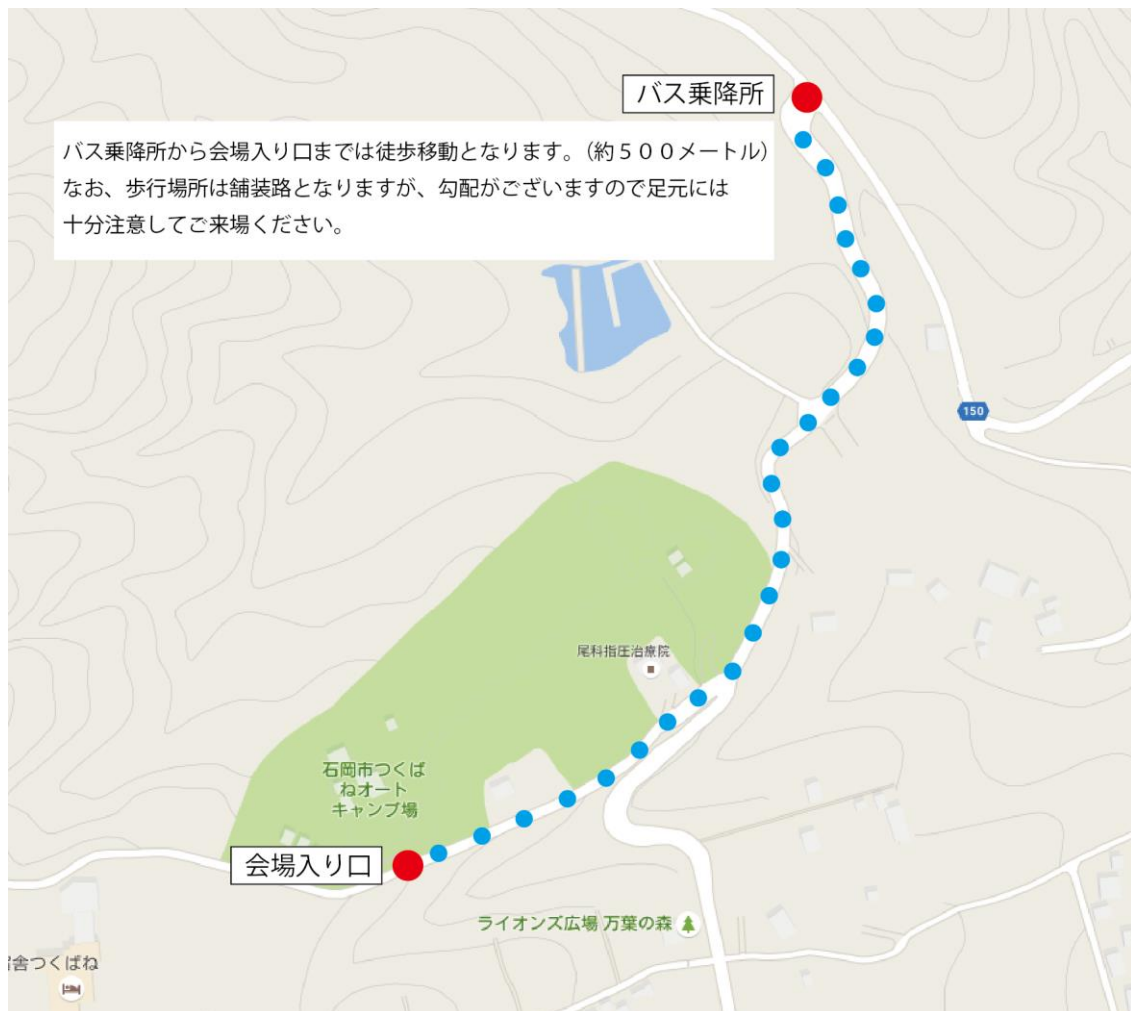 バス乗降所
バス乗降所から会場入り口までは徒歩移動となります。（約５００メートル）
なお、歩行場所は舗装路となりますが、勾配がございますので足元には
十分注意してご来場ください。
150
尾科指圧治療院
石岡市つくば
ねオート
キャンプ場
会場入り口
ライオンズ広場 万葉の森
舎つくばね